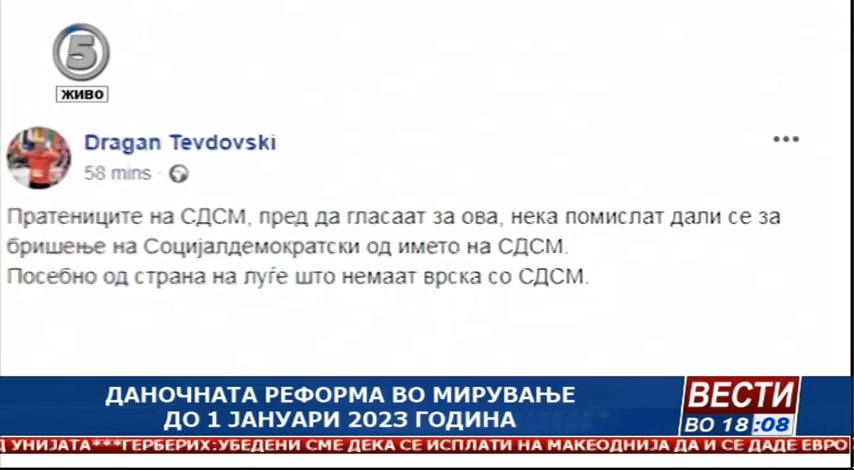 5
ЖИВО
Dragan Tevdovski
58 mins ·
Пратениците на СДСМ, пред да гласаат за ова, нека помислат дали се за
бришење на Социјалдемократски од името на СДСМ.
Посебно од страна на луѓе што немаат врска со СДСМ.
ДАНОЧНАТА РЕФОРМА ВО МИРУВАЊЕ
ДО 1 ЈАНУАРИ 2023 ГОДИНА
ВЕСТИ
ВО 18:08
Д УНИЈАТА***ГЕРБЕРИХ:УБЕДЕНИ СМЕ ДЕКА СЕ ИСПЛАТИ НА МАКЕОДНИЈА ДА И СЕ ДАДЕ ЕВРО